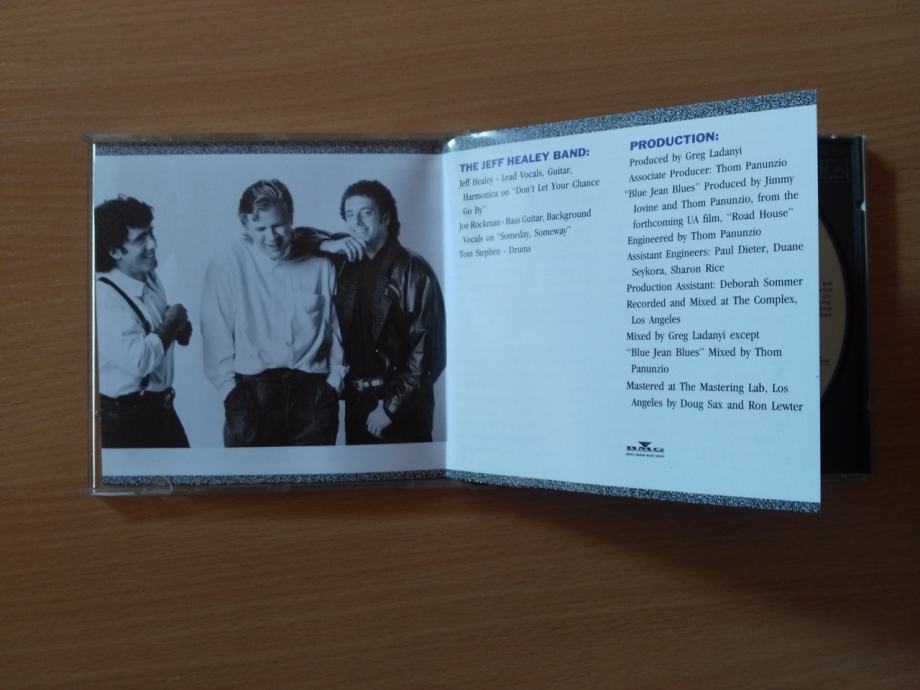 THE JEFF HEALEY BAND:
Jeff Healey - Lead Vocals, Guitar,
Harmonica on "Don't Let Your Chance
Go By"
Joe Rockman - Bass Guitar, Background
Vocals on "Someday, Someway"
Tom Stephen - Drums
PRODUCTION:
Produced by Greg Ladanyi
Associate Producer: Thom Panunzio
"Blue Jean Blues" Produced by Jimmy
Iovine and Thom Panunzio, from the
forthcoming UA film, "Road House"
Engineered by Thom Panunzio
Assistant Engineers: Paul Dieter, Duane
Seykora, Sharon Rice
Production Assistant: Deborah Sommer
Recorded and Mixed at The Complex,
Los Angeles
Mixed by Greg Ladanyi except
"Blue Jean Blues" Mixed by Thom
Panunzio
Mastered at The Mastering Lab, Los
Angeles by Doug Sax and Ron Lewter
BMG